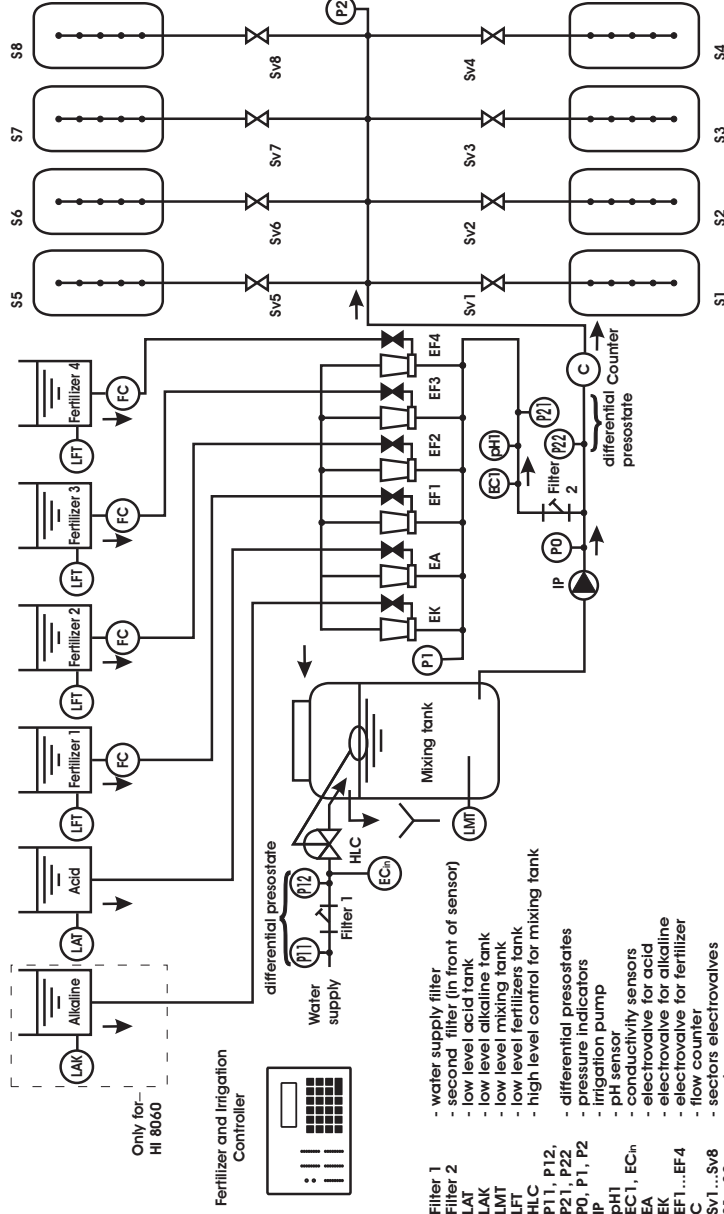 Only for
HI 8060
Fertilizer and Irrigation
Controller
LAK
Alkaline
LAT
Acid
LFT
Fertilizer 1
FC
LFT
Fertilizer 2
FC
LFT
Fertilizer 3
FC
LFT
Fertilizer 4
FC
S5
S6
S7
S8
Sv5
Sv6
Sv7
Sv8
P2
Water
supply
differential presostate
P11
P12
Filter 1
ECin
HLC
Mixing tank
LMT
P1
EK
EA
EF1
EF2
EF3
EF4
EC1
pH1
P21
Filter
2
IP
P0
P22
differential
presostate
Counter
C
Sv1
Sv2
Sv3
Sv4
S1
S2
S3
S4
Filter 1 - water supply filter
Filter 2 - second filter (in front of sensor)
LAT - low level acid tank
LAK - low level alkaline tank
LMT - low level mixing tank
LFT - low level fertilizers tank
HLC - high level control for mixing tank
P11, P12,
P21, P22 - differential presostates
P0, P1, P2 - pressure indicators
IP - irrigation pump
pH1 - pH sensor
EC1, ECin - conductivity sensors
EA - electrovalve for acid
EK - electrovalve for alkaline
EF1...EF4 - electrovalve for fertilizer
C - flow counter
Sv1...Sv8 - sectors electrovalves